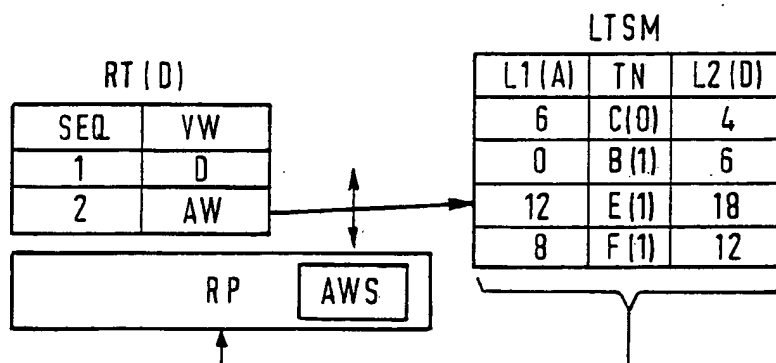 LTSM
RT(D)
L1(A) TN L2(D)
SEQ VW
6 C(0) 4
1 D
0 B(1) 6
2 AW
12 E(1) 18
8 F(1) 12
RP AWS